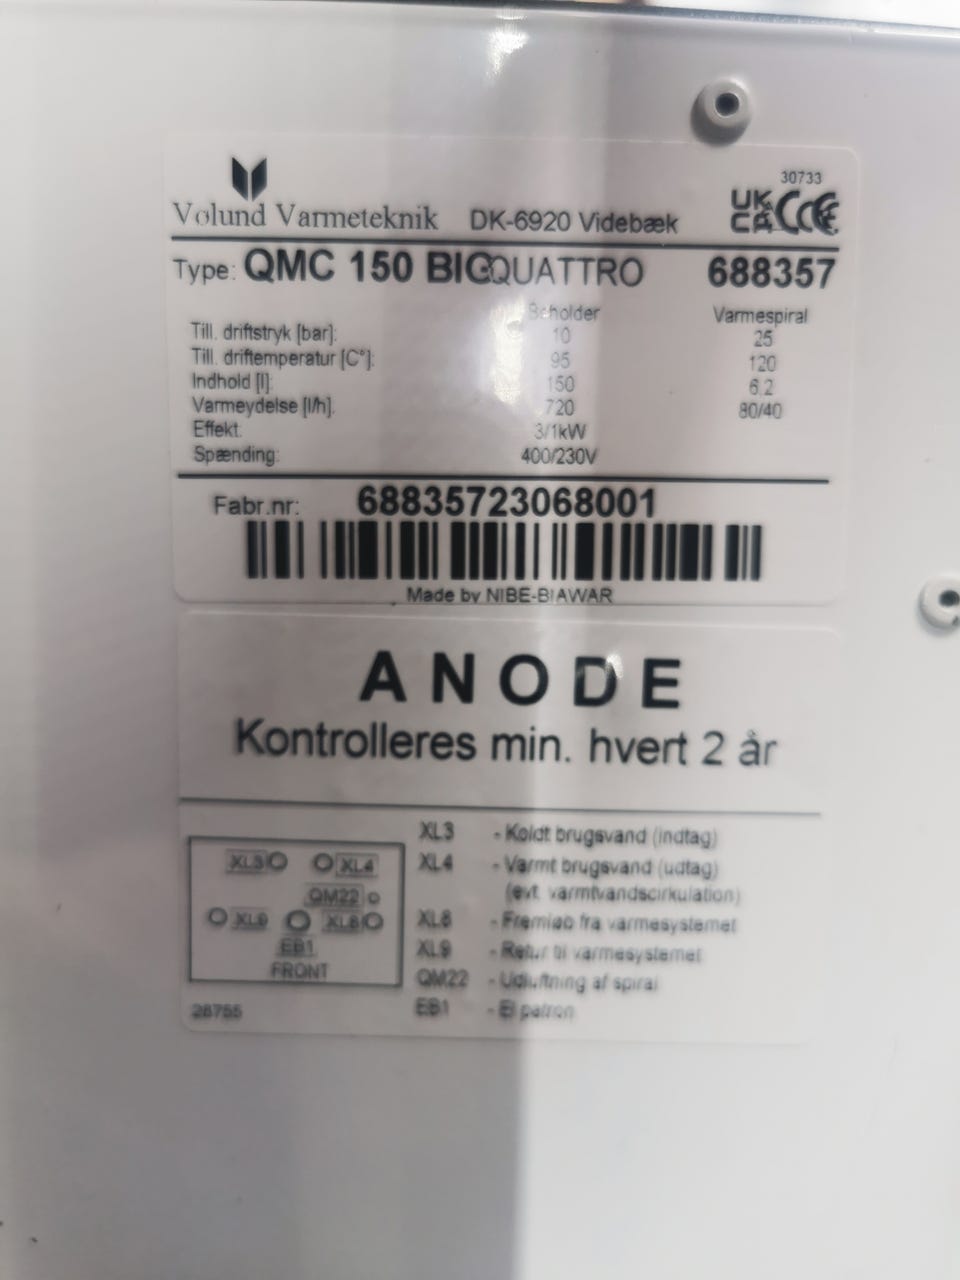 30733
Vølund Varmeteknik DK-6920 Videbæk UK CA CE
Type: QMC 150 BIO QUATTRO 688357
Beholder Varmespiral
Till. driftstryk [bar]: 10 25
Till. driftemperatur [C°]: 95 120
Indhold [l]: 150 6.2
Varmeydelse [l/h]. 720 80/40
Effekt: 3/1kW
Spænding: 400/230V
Fabr.nr: 68835723068001
Made by NIBE-BIAWAR
ANODE
Kontrolleres min. hvert 2 år
XL3 - Koldt brugsvand (indtag)
XL4 - Varmt brugsvand (udtag)
(evt. varmtvandscirkulation)
XL8 - Fremløb fra varmesystemet
XL9 - Retur til varmesystemet
QM22 - Udluftning af spiral
EB1 - El patron
XL3 XL4
QM22
XL9 XL8
EB1
FRONT
28755